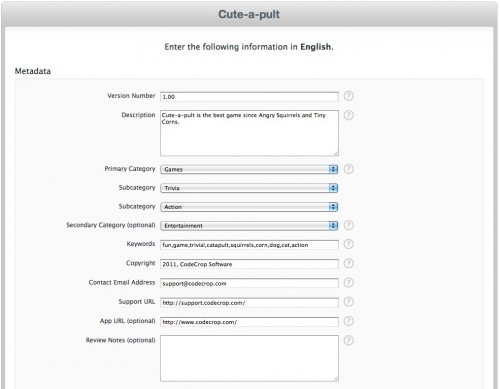 Cute-a-pult
Enter the following information in English.
Metadata
Version Number 1.00 ?
Description Cute-a-pult is the best game since Angry Squirrels and Tiny
Corns. ?
Primary Category Games ?
Subcategory Trivia
Subcategory Action
Secondary Category (optional) Entertainment ?
Keywords fun,game,trivial,catapult,squirrels,corn,dog,cat,action ?
Copyright 2011, CodeCrop Software ?
Contact Email Address support@codecrop.com ?
Support URL http://support.codecrop.com/ ?
App URL (optional) http://www.codecrop.com/ ?
Review Notes (optional) ?